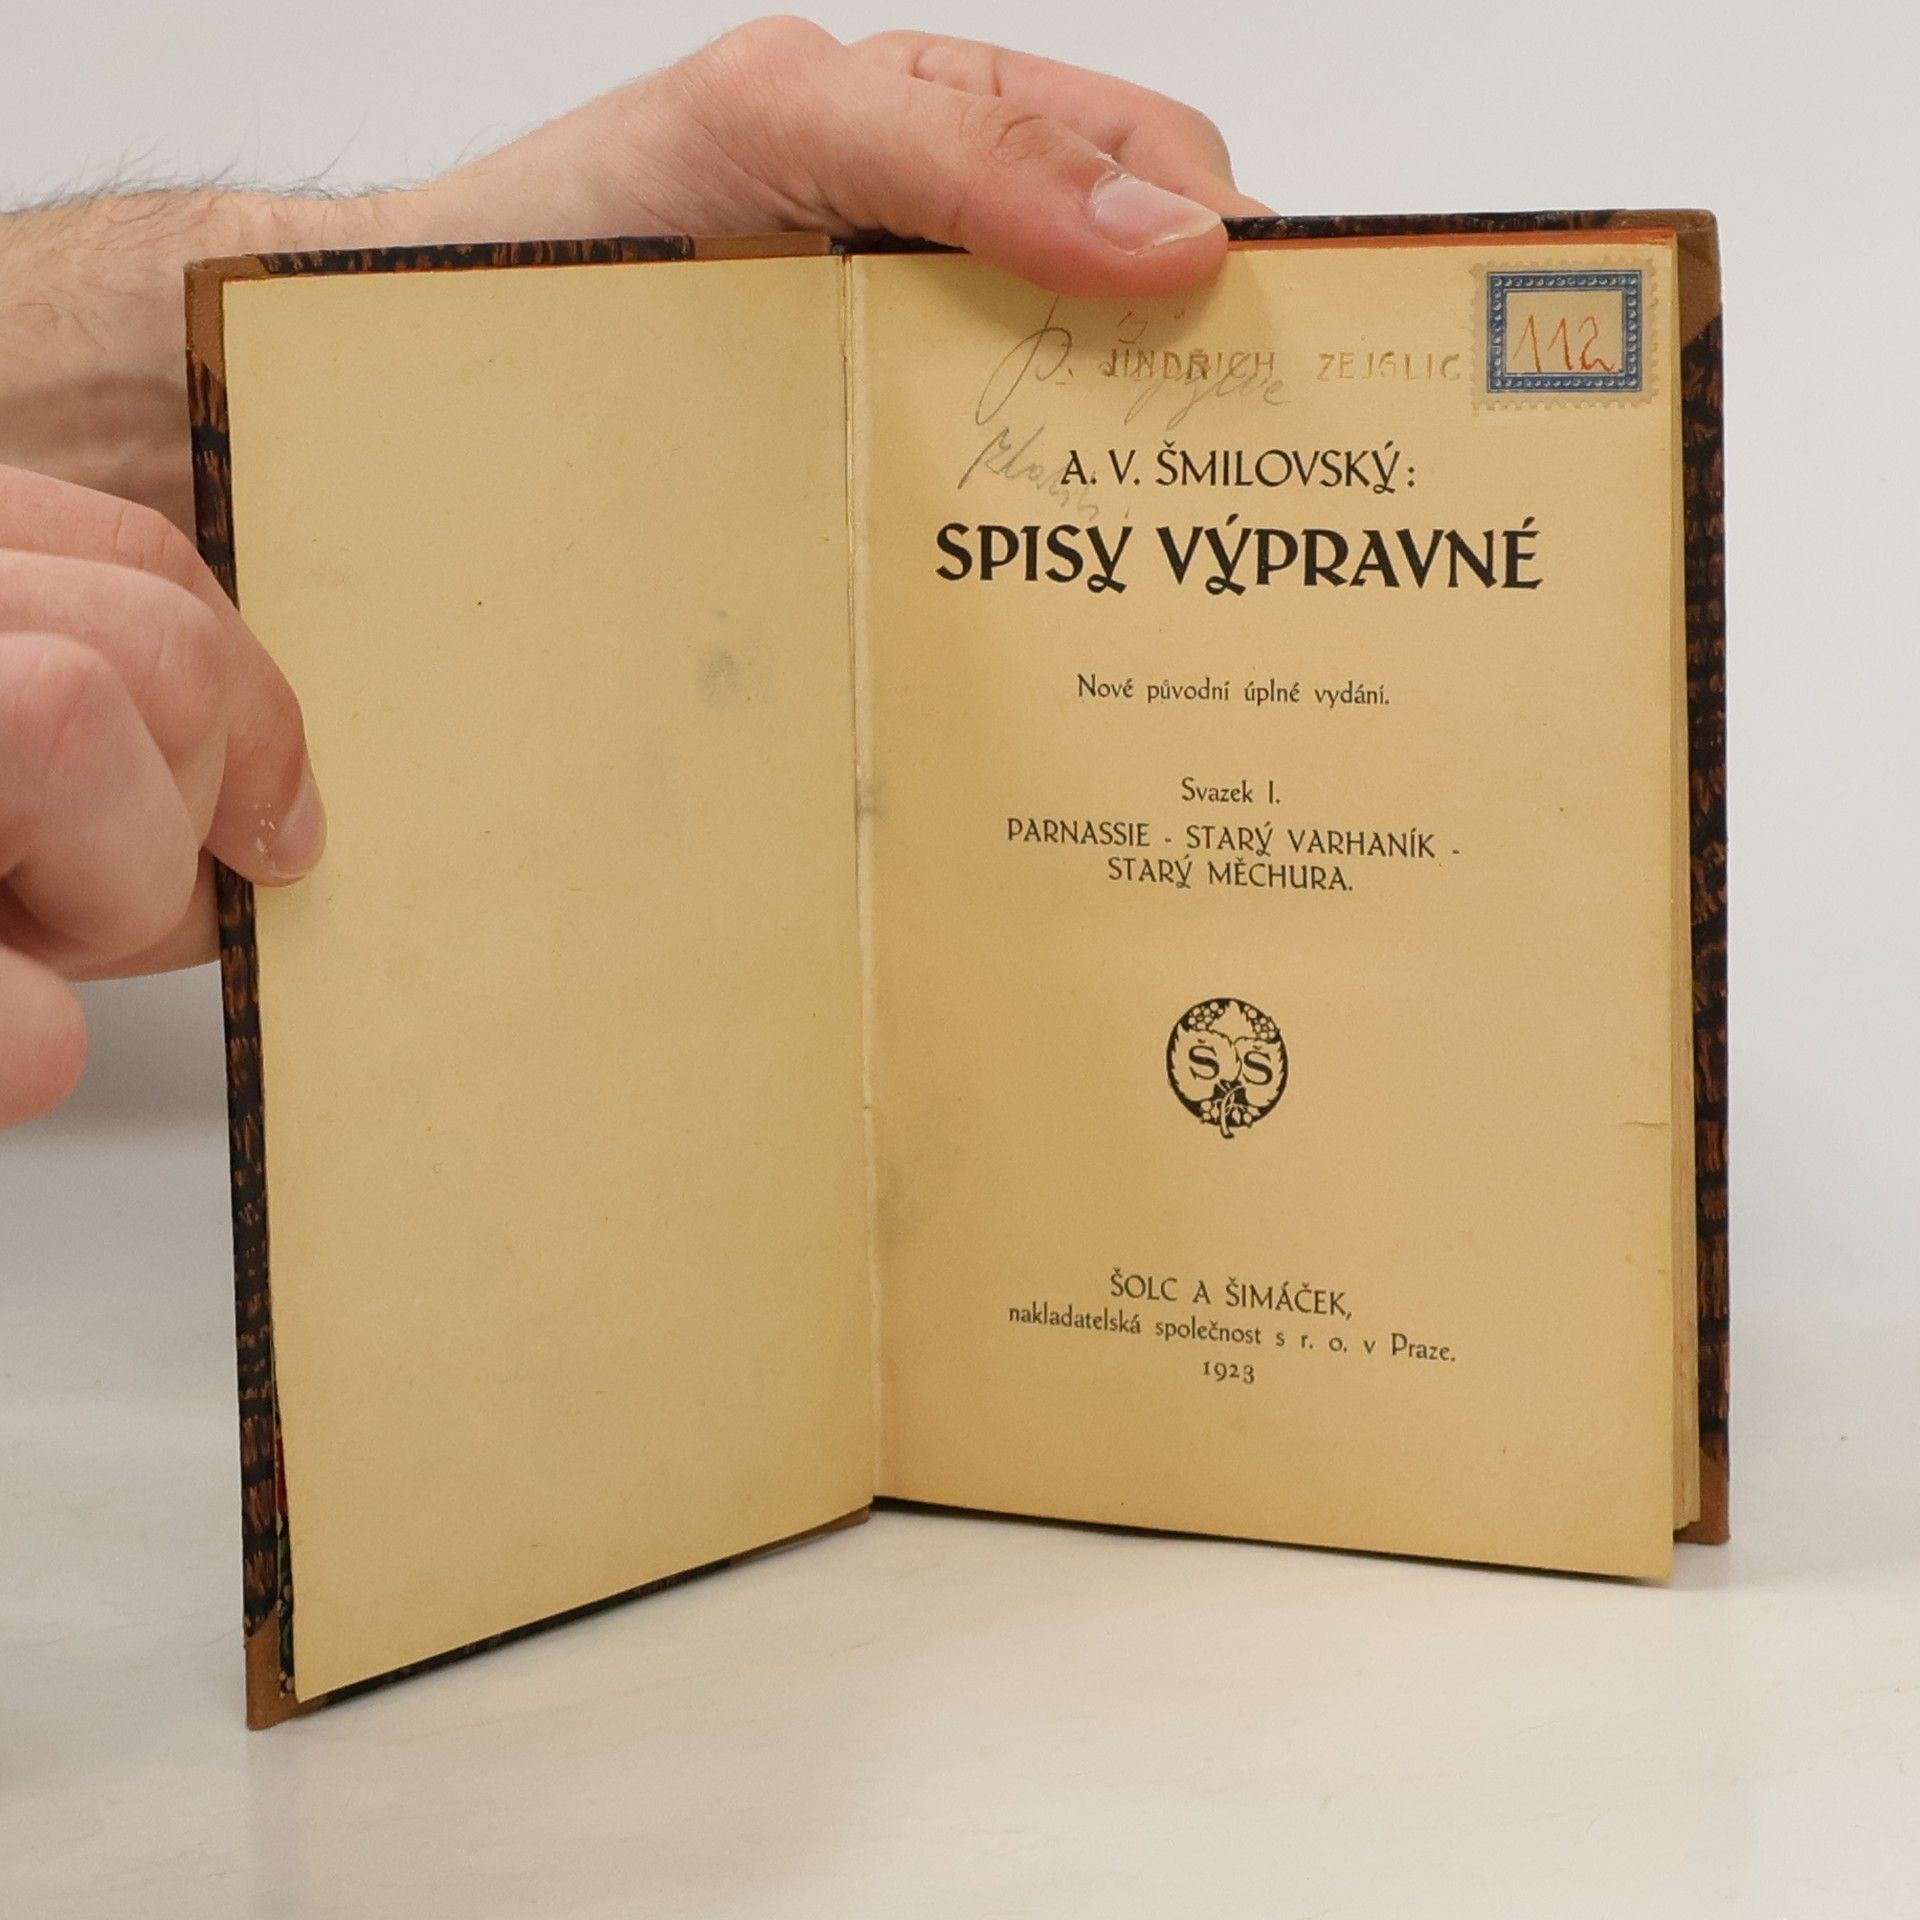 JINDŘICH ZEJGLIC
112
A. V. ŠMILOVSKÝ:
SPISY VÝPRAVNÉ
Nové původní úplné vydání.
Svazek I.
PARNASSIE - STARÝ VARHANÍK -
STARÝ MĚCHURA.
Š Š
ŠOLC A ŠIMÁČEK,
nakladatelská společnost s r. o. v Praze.
1923